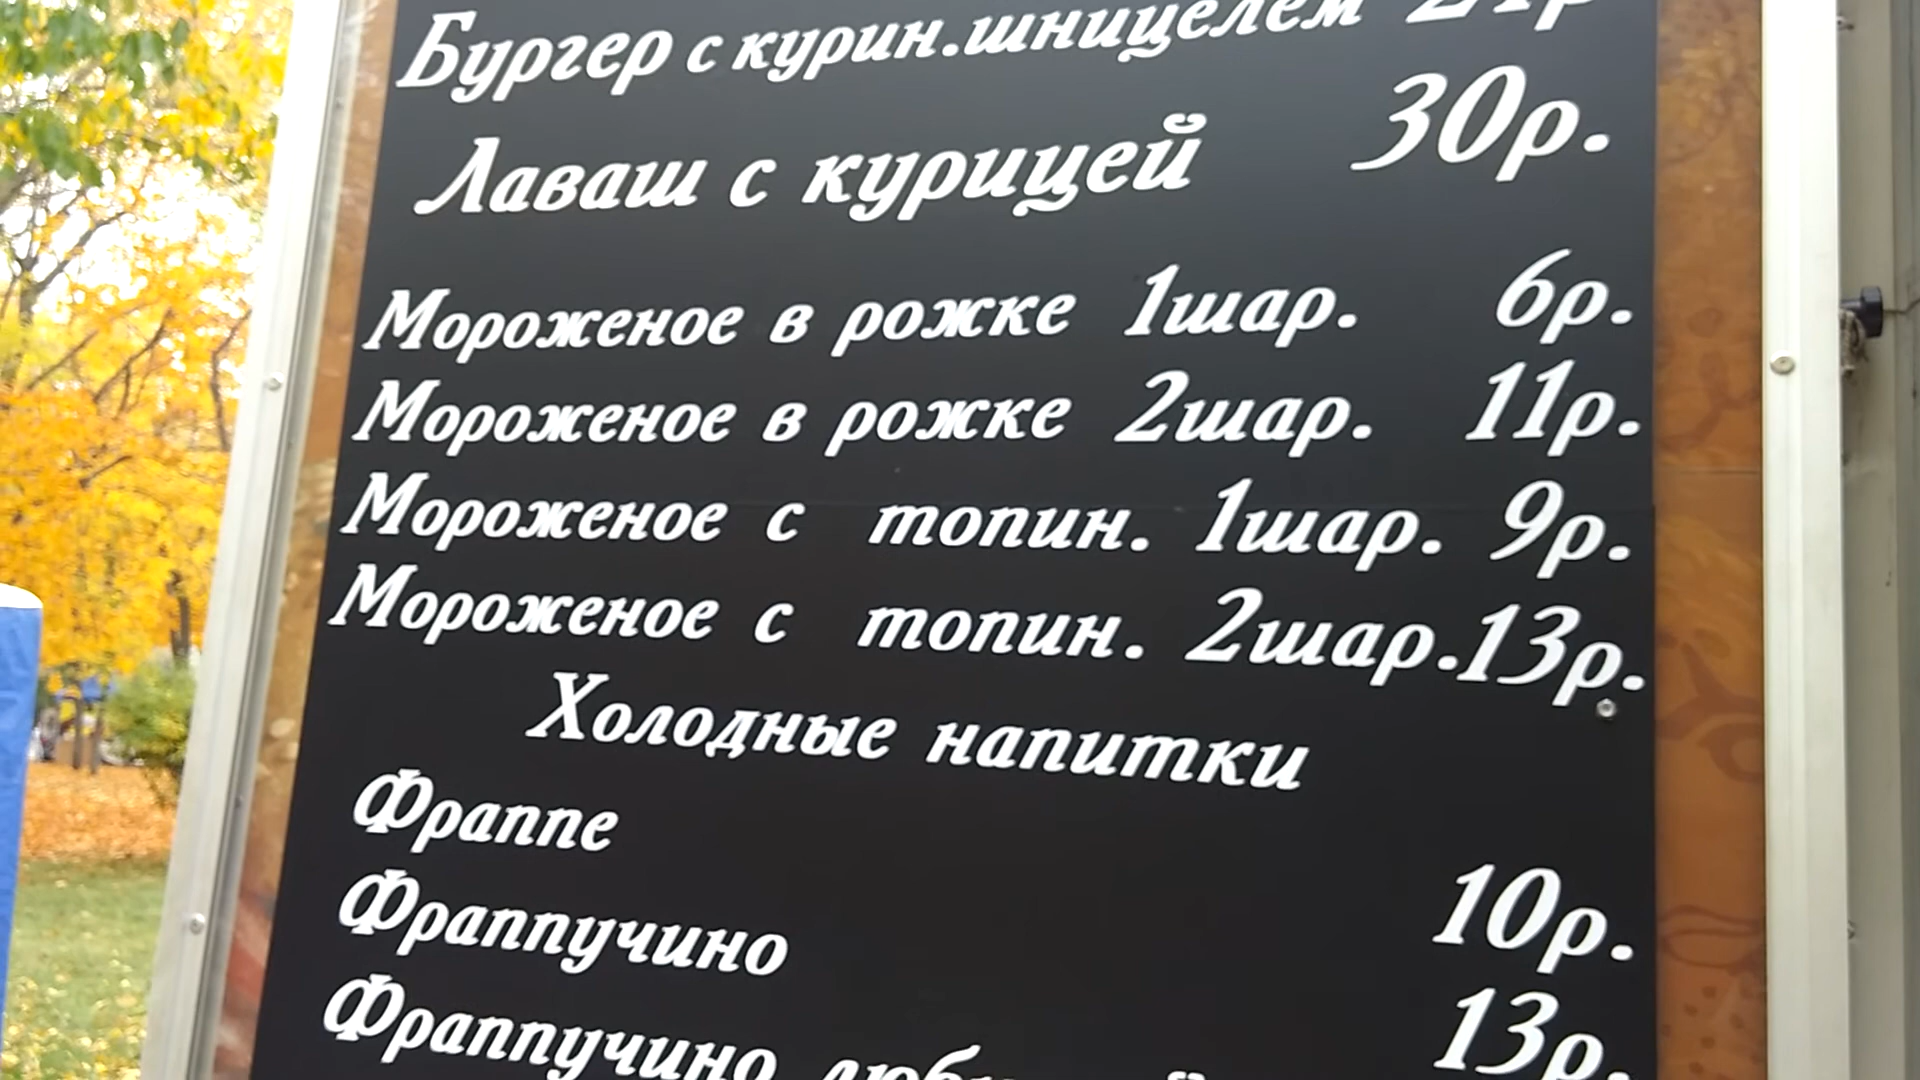 Бургер с курин.шницелем
Лаваш с курицей 30р.
Мороженое в рожке 1шар. 6р.
Мороженое в рожке 2шар. 11р.
Мороженое с топин. 1шар. 9р.
Мороженое с топин. 2шар. 13р.
Холодные напитки
Фраппе 10р.
Фраппучино 13р.
Фраппучино